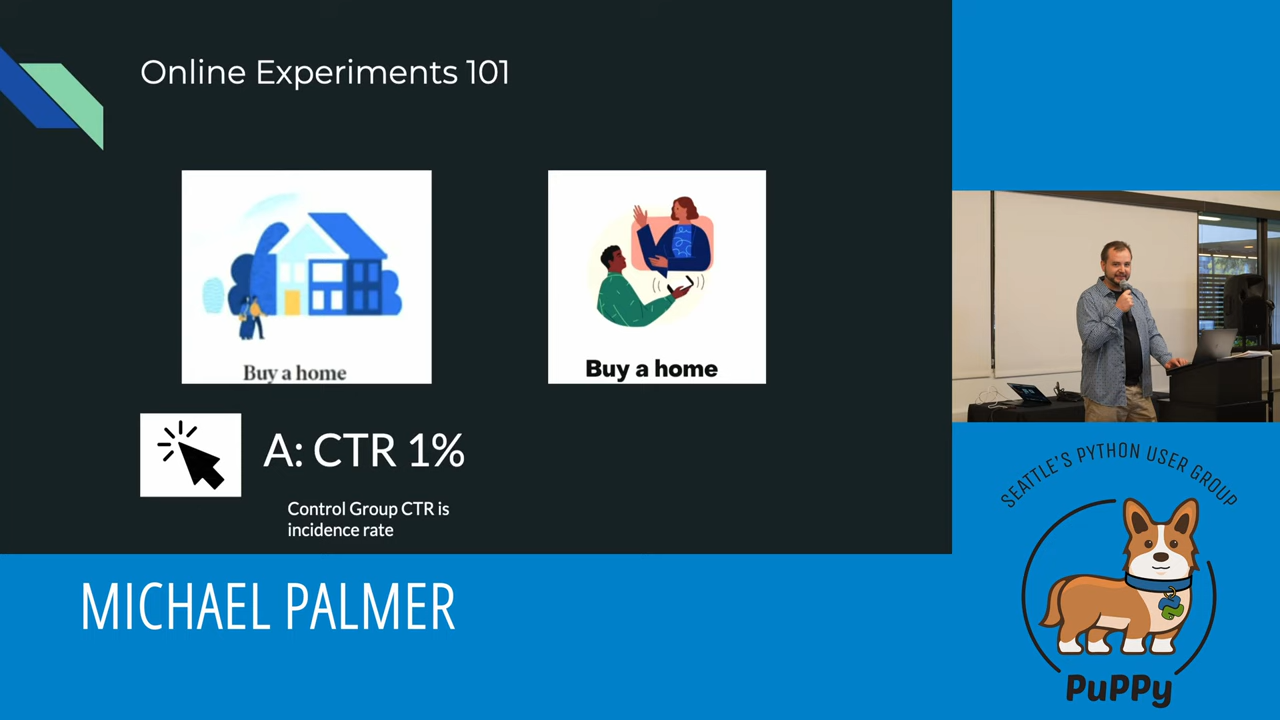 Online Experiments 101
Buy a home
Buy a home
A: CTR 1%
Control Group CTR is
incidence rate
MICHAEL PALMER
SEATTLE'S PYTHON USER GROUP
PuPPy